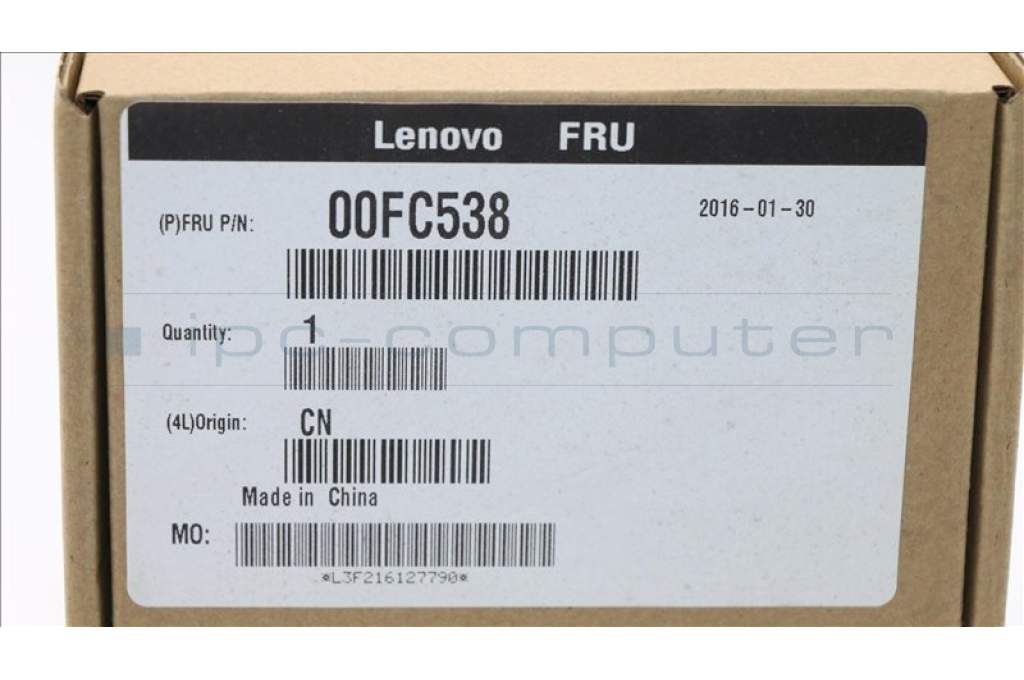 Lenovo FRU
(P)FRU P/N: 00FC538 2016-01-30
Quantity: 1
ipc-computer
(4L)Origin: CN
Made in China
MO:
*L3F216127790*